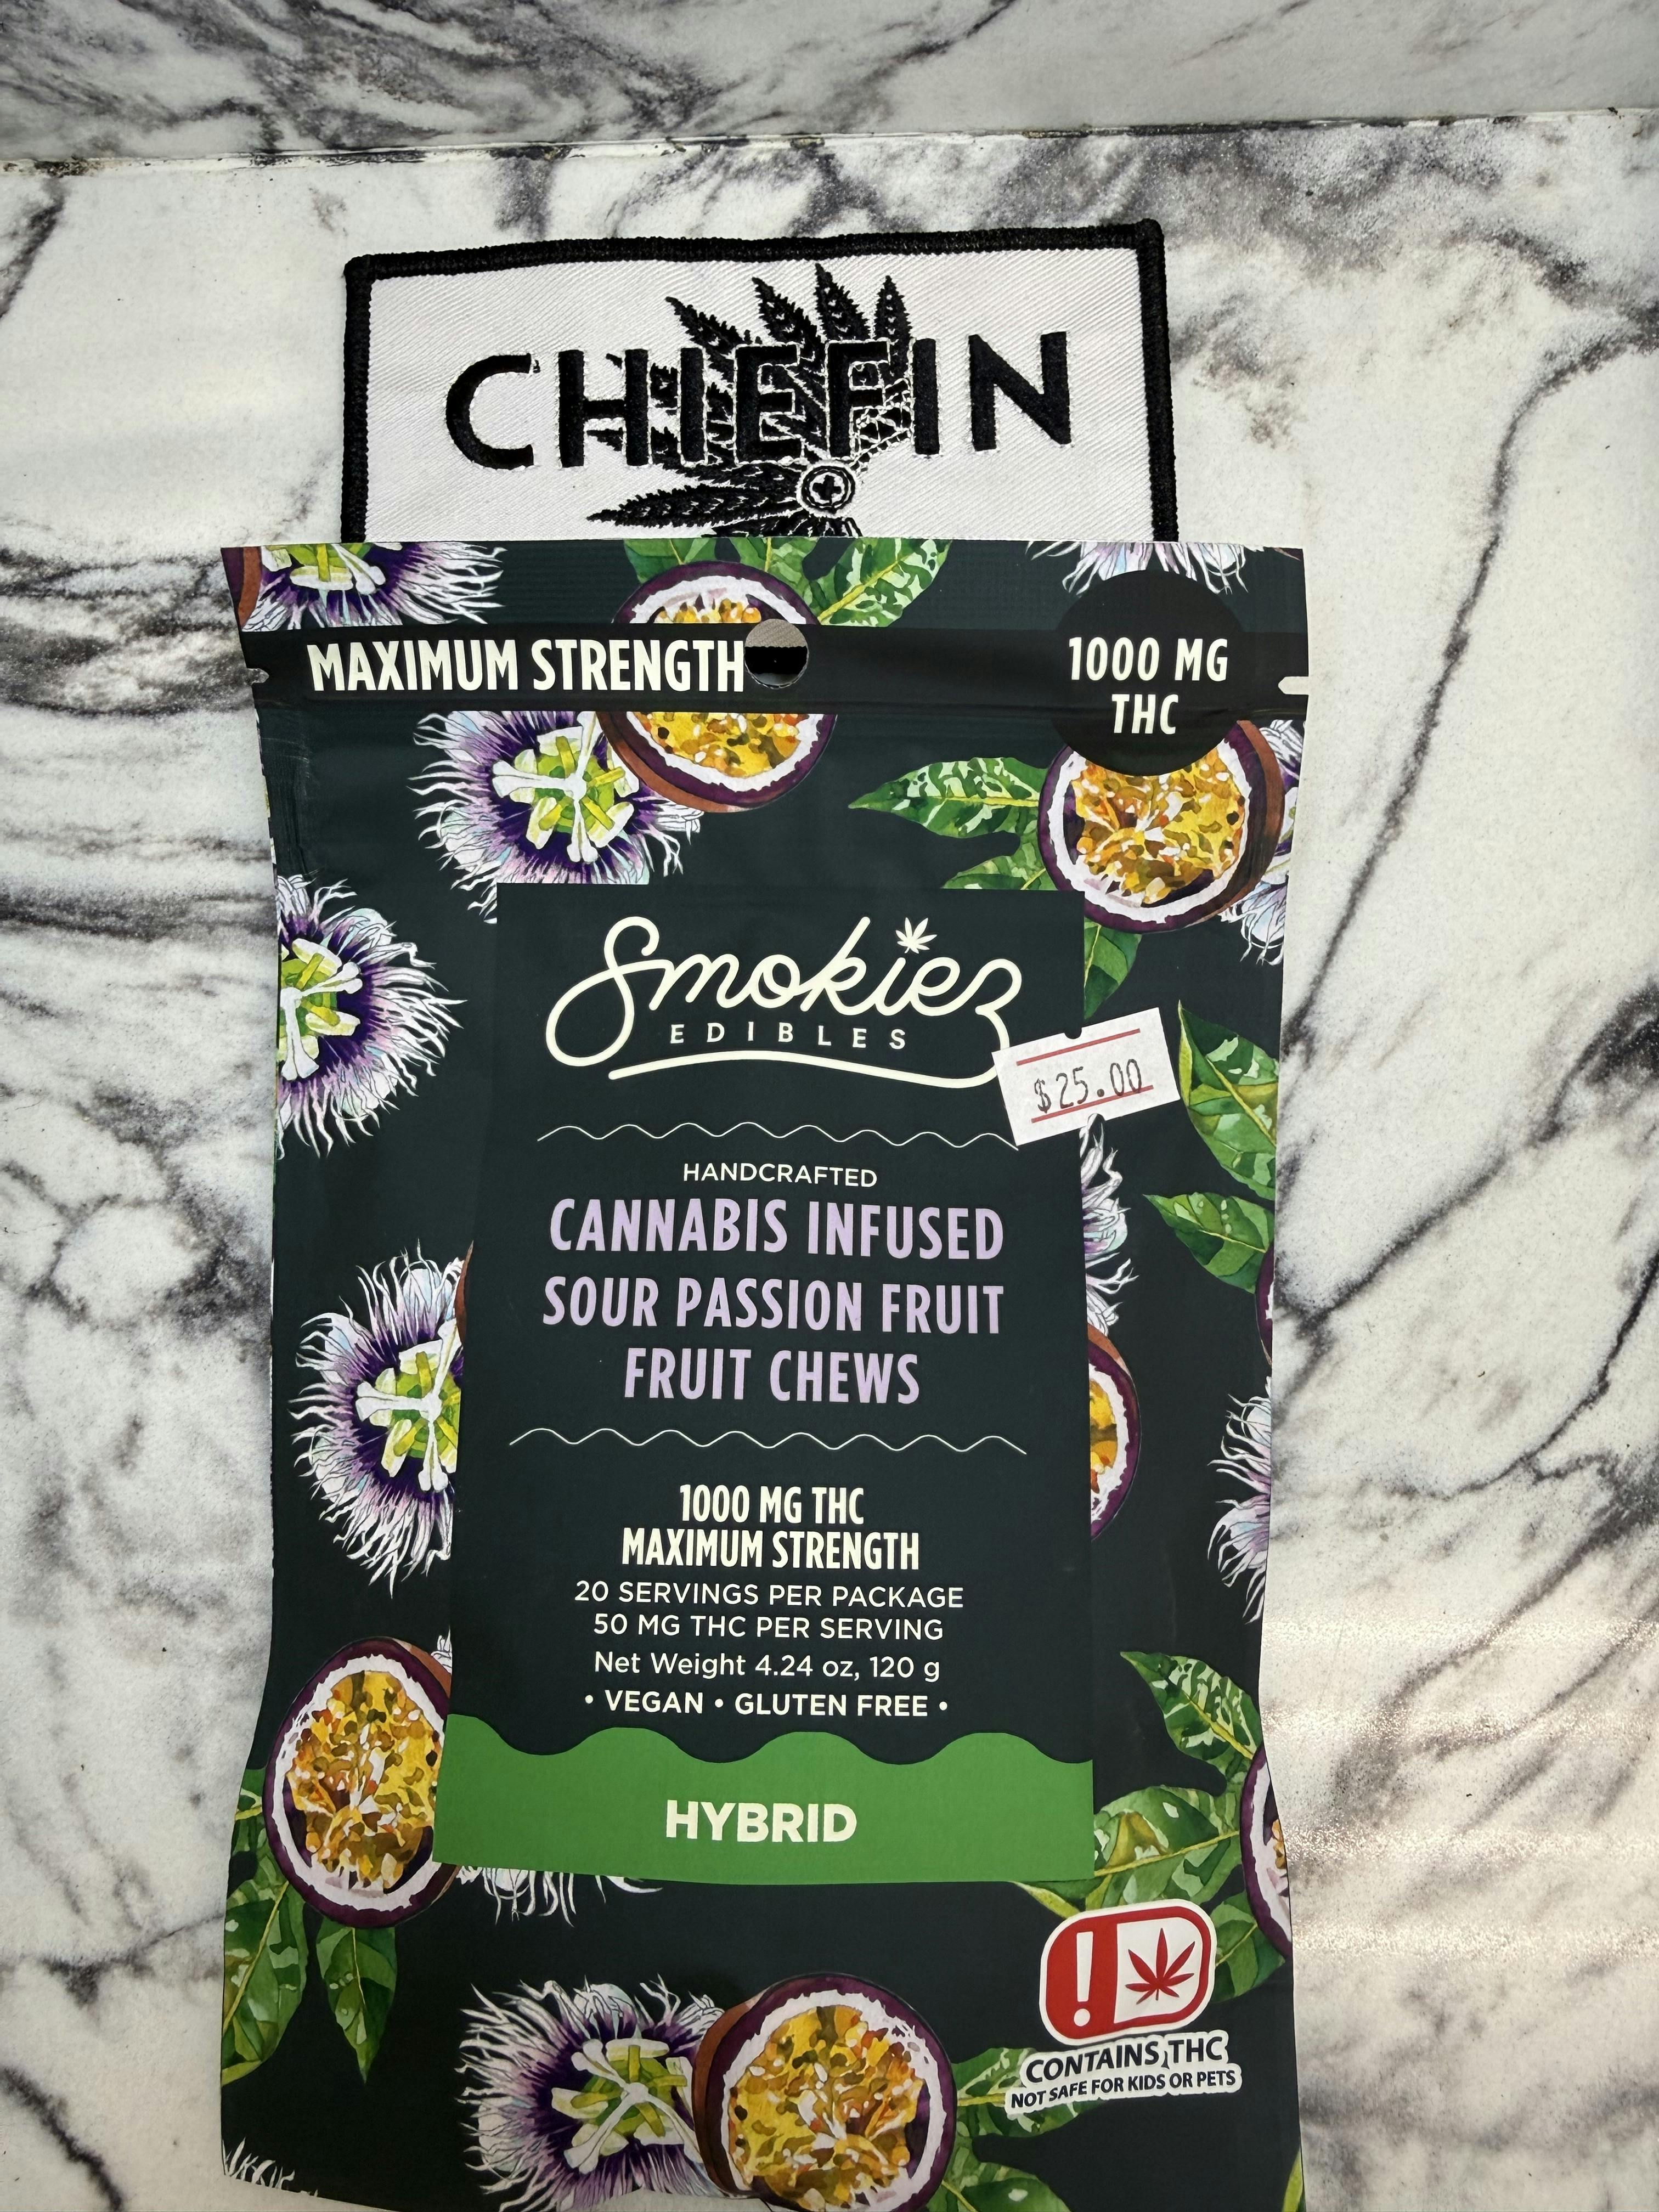 CHIEFIN
MAXIMUM STRENGTH
1000 MG
THC
Smokiez
EDIBLES
$25.00
HANDCRAFTED
CANNABIS INFUSED
SOUR PASSION FRUIT
FRUIT CHEWS
1000 MG THC
MAXIMUM STRENGTH
20 SERVINGS PER PACKAGE
50 MG THC PER SERVING
Net Weight 4.24 oz, 120 g
• VEGAN • GLUTEN FREE •
HYBRID
!
CONTAINS THC
NOT SAFE FOR KIDS OR PETS